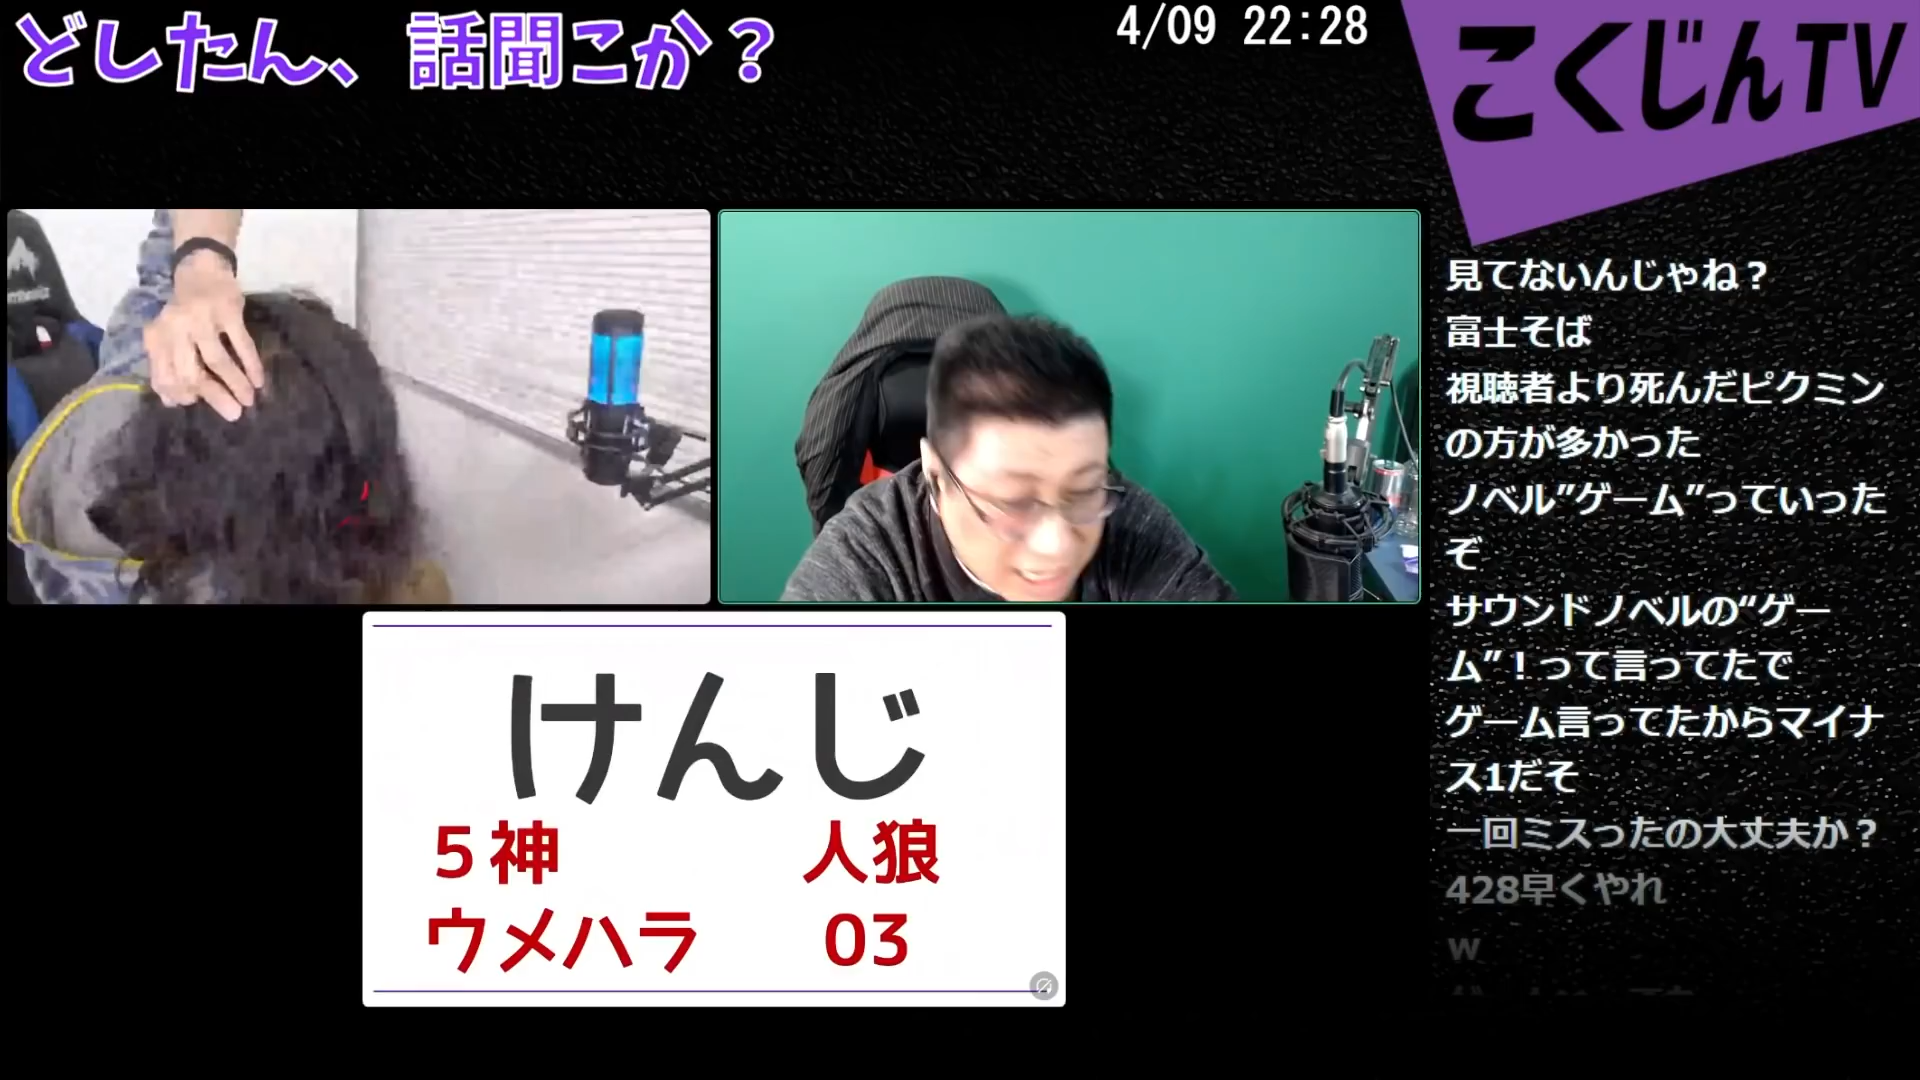 どしたん、話聞こか？
4/09 22:28
こくじんTV
見てないんじゃね？
富士そば
視聴者より死んだピクミン
の方が多かった
ノベル”ゲーム”っていった
ぞ
サウンドノベルの“ゲー
ム”！って言ってたで
ゲーム言ってたからマイナ
ス1だぞ
一回ミスったの大丈夫か？
428早くやれ
w
けんじ
５神 人狼
ウメハラ 03